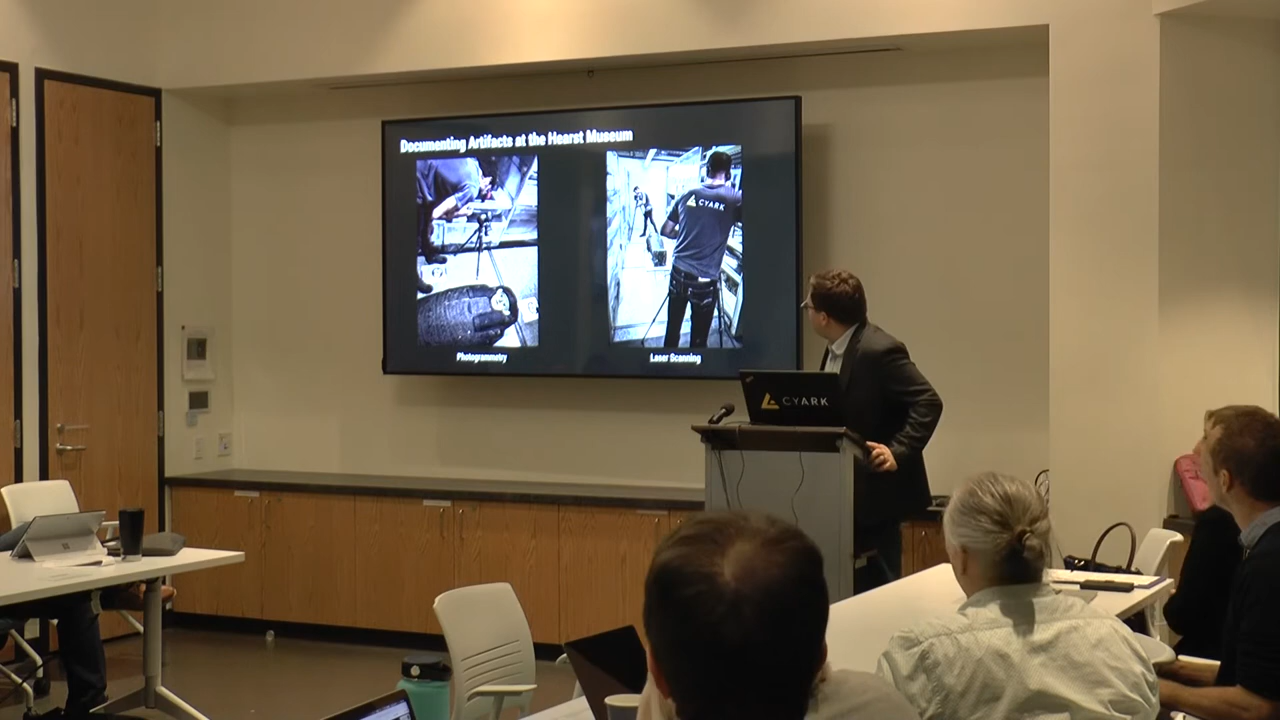 Documenting Artifacts at the Hearst Museum
CYARK
Photogrammetry
Laser Scanning
CYARK